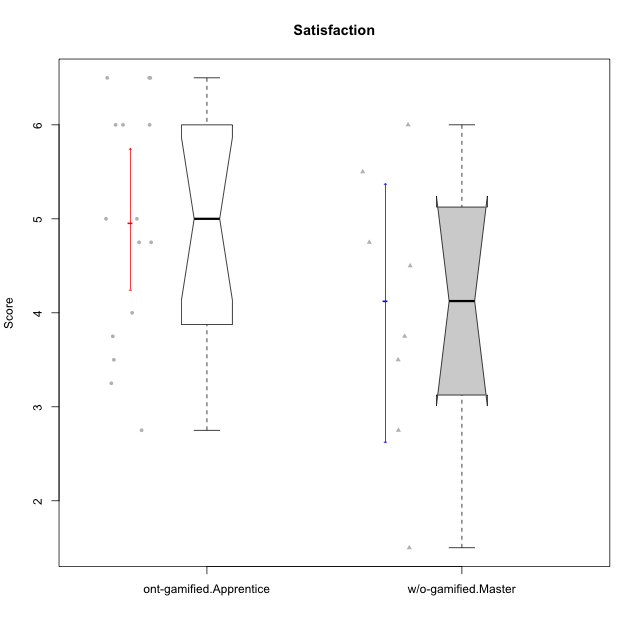 Satisfaction
Score
6
5
4
3
2
ont-gamified.Apprentice
w/o-gamified.Master